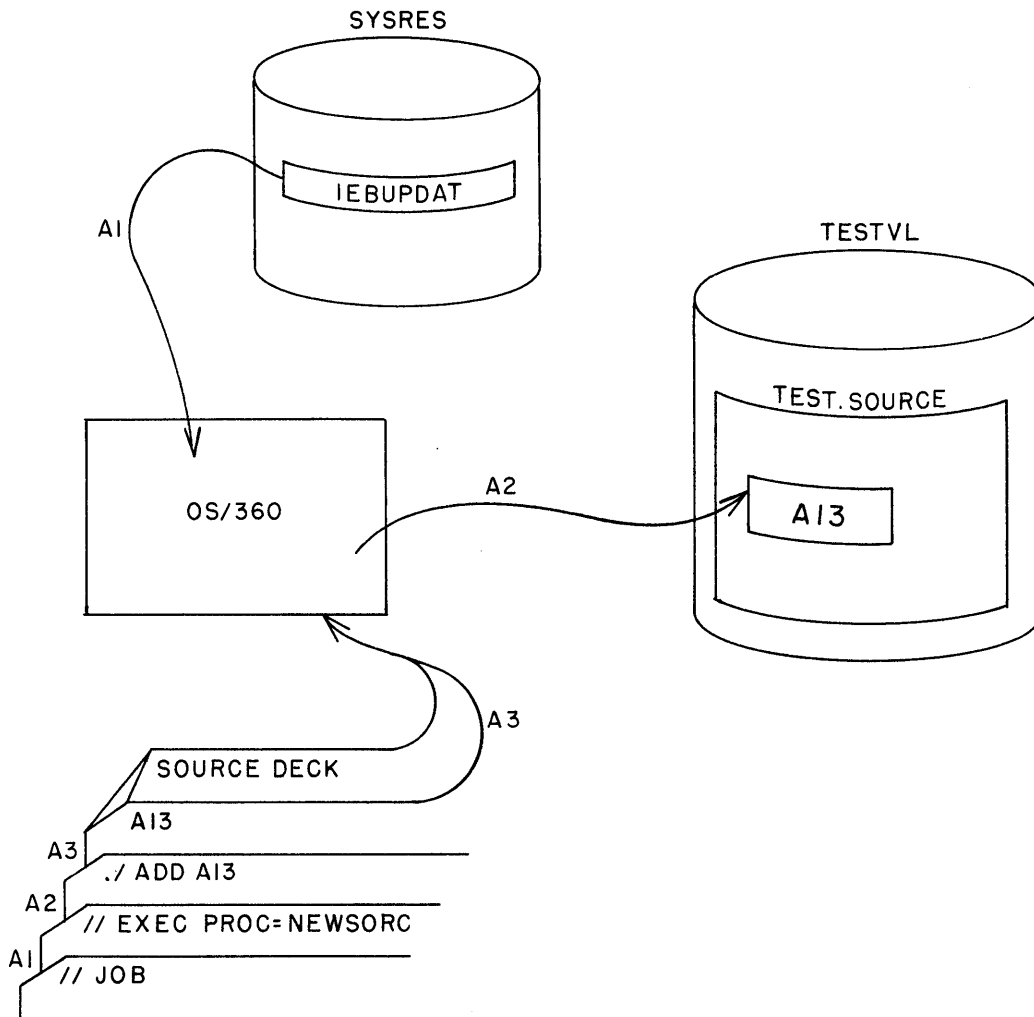 SYSRES
IEBUPDAT
A1
TESTVL
TEST.SOURCE
A13
OS/360
A2
A3
SOURCE DECK
A13
A3
./ ADD A13
A2
// EXEC PROC=NEWSORC
A1
// JOB